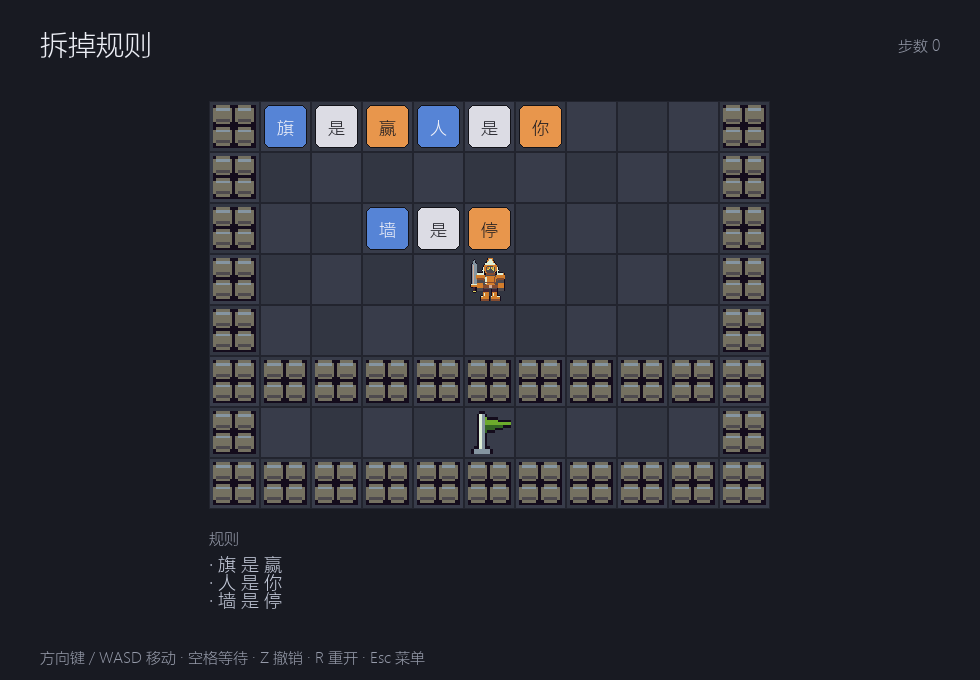 拆掉规则
步数 0
旗 是 赢 人 是 你
墙 是 停
规则
· 旗 是 赢
· 人 是 你
· 墙 是 停
方向键 / WASD 移动 · 空格等待 · Z 撤销 · R 重开 · Esc 菜单